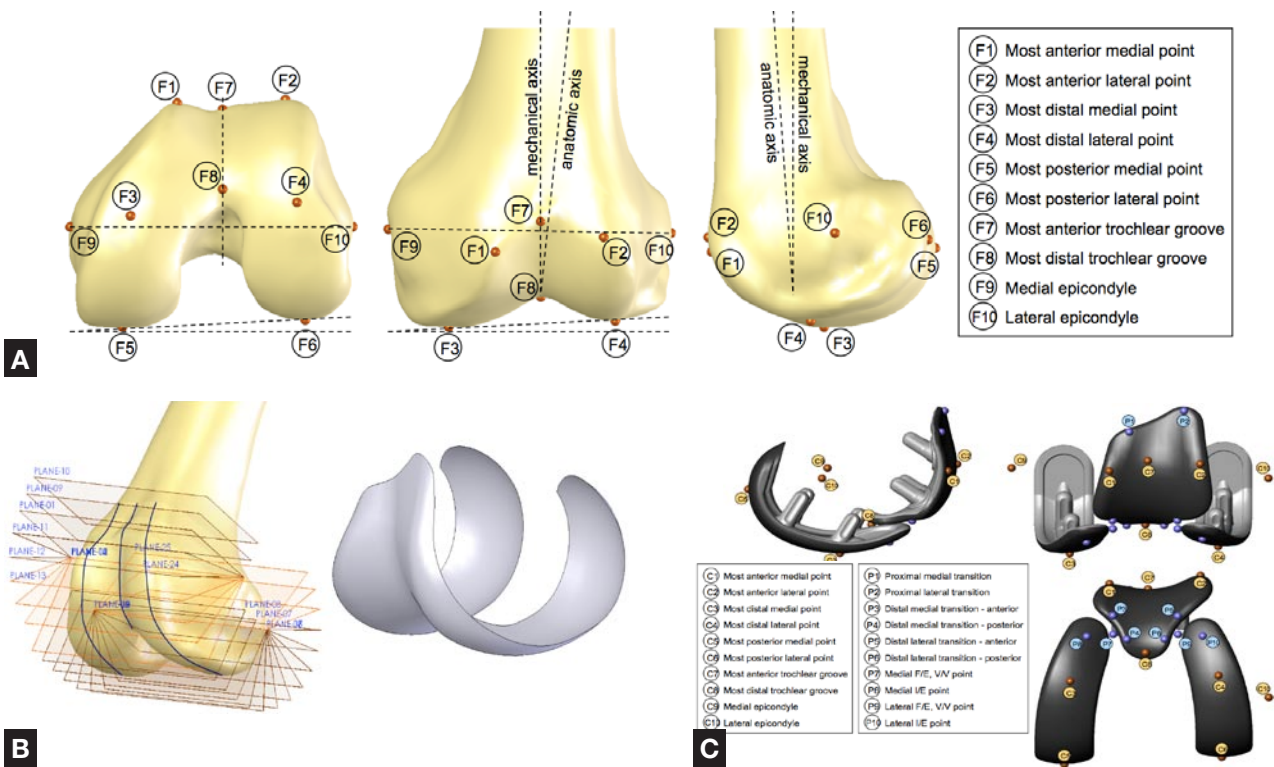 F1
F7
F2
F8
F3
F4
F9
F10
F5
F6
A
mechanical axis
anatomic axis
F7
F9
F1
F2
F10
F8
F3
F4
anatomic axis
mechanical axis
F2
F10
F6
F1
F5
F4
F3
F1 Most anterior medial point
F2 Most anterior lateral point
F3 Most distal medial point
F4 Most distal lateral point
F5 Most posterior medial point
F6 Most posterior lateral point
F7 Most anterior trochlear groove
F8 Most distal trochlear groove
F9 Medial epicondyle
F10 Lateral epicondyle
PLANE-10
PLANE-09
PLANE-01
PLANE-11
PLANE-12
PLANE-13
PLANE-24
PLANE-07
B
C
C1 Most anterior medial point
C2 Most anterior lateral point
C3 Most distal medial point
C4 Most distal lateral point
C5 Most posterior medial point
C6 Most posterior lateral point
C7 Most anterior trochlear groove
C8 Most distal trochlear groove
C9 Medial epicondyle
C10 Lateral epicondyle
P1 Proximal medial transition
P2 Proximal lateral transition
P3 Distal medial transition - anterior
P4 Distal medial transition - posterior
P5 Distal lateral transition - anterior
P6 Distal lateral transition - posterior
P7 Medial F/E, V/V point
Medial I/E point
P9 Lateral F/E, V/V point
P10 Lateral I/E point
P1
P2
C9
C3
C4